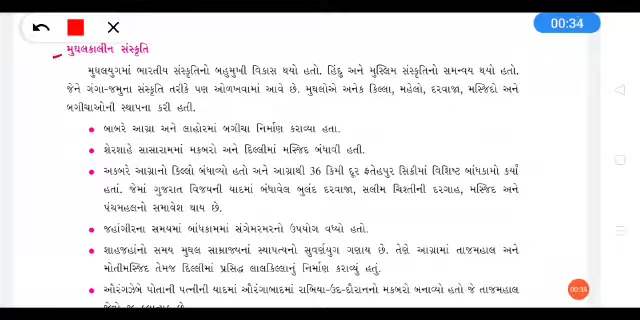 00:34
મુઘલકાલીન સંસ્કૃતિ
મુઘલયુગમાં ભારતીય સંસ્કૃતિનો બહુમુખી વિકાસ થયો હતો. હિંદુ અને મુસ્લિમ સંસ્કૃતિનો સમન્વય થયો હતો.
જેને ગંગા-જમુના સંસ્કૃતિ તરીકે પણ ઓળખવામાં આવે છે. મુઘલોએ અનેક કિલ્લા, મહેલો, દરવાજા, મસ્જિદો અને
બગીચાઓની સ્થાપના કરી હતી.
• બાબરે આગ્રા અને લાહોરમાં બગીચા નિર્માણ કરાવ્યા હતા.
• શેરશાહે સાસારામમાં મકબરો અને દિલ્લીમાં મસ્જિદ બંધાવી હતી.
• અકબરે આગ્રાનો કિલ્લો બંધાવ્યો હતો અને આગ્રાથી 36 કિમી દૂર ફતેહપુર સિકીમાં વિશિષ્ટ બાંધકામો કર્યાં
હતાં. જેમાં ગુજરાત વિજયની યાદમાં બંધાવેલ બુલંદ દરવાજા, સલીમ ચિશ્તીની દરગાહ, મસ્જિદ અને
પંચમહલનો સમાવેશ થાય છે.
• જહાંગીરના સમયમાં બાંધકામમાં સંગેમરમરનો ઉપયોગ વધ્યો હતો.
• શાહજહાંનો સમય મુઘલ સામ્રાજ્યનાં સ્થાપત્યનો સુવર્ણયુગ ગણાય છે. તેણે આગ્રામાં તાજમહાલ અને
મોતીમસ્જિદ તેમજ દિલ્લીમાં પ્રસિદ્ધ લાલકિલ્લાનું નિર્માણ કરાવ્યું હતું.
• ઔરંગઝેબે પોતાની પત્નીની યાદમાં ઔરંગાબાદમાં રાબિયા-ઉદ-દૌરાનનો મકબરો બનાવ્યો હતો જે તાજમહાલ
00:34